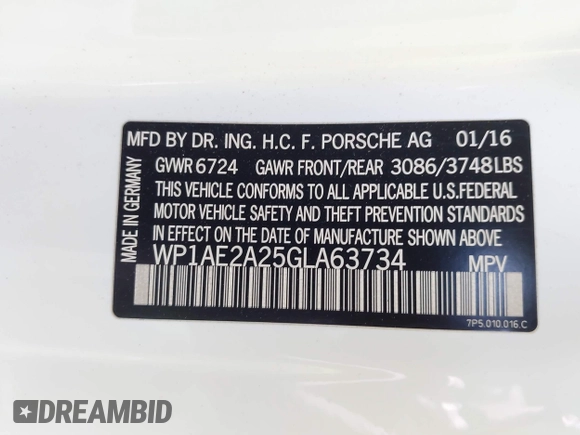 MFD BY DR. ING. H.C. F. PORSCHE AG 01/16
GVWR 6724 GAWR FRONT/REAR 3086/3748LBS
THIS VEHICLE CONFORMS TO ALL APPLICABLE U.S.FEDERAL
MOTOR VEHICLE SAFETY AND THEFT PREVENTION STANDARDS
IN EFFECT ON THE DATE OF MANUFACTURE SHOWN ABOVE
WP1AE2A25GLA63734 MPV
7P5.010.016.C
MADE IN GERMANY
DREAMBID